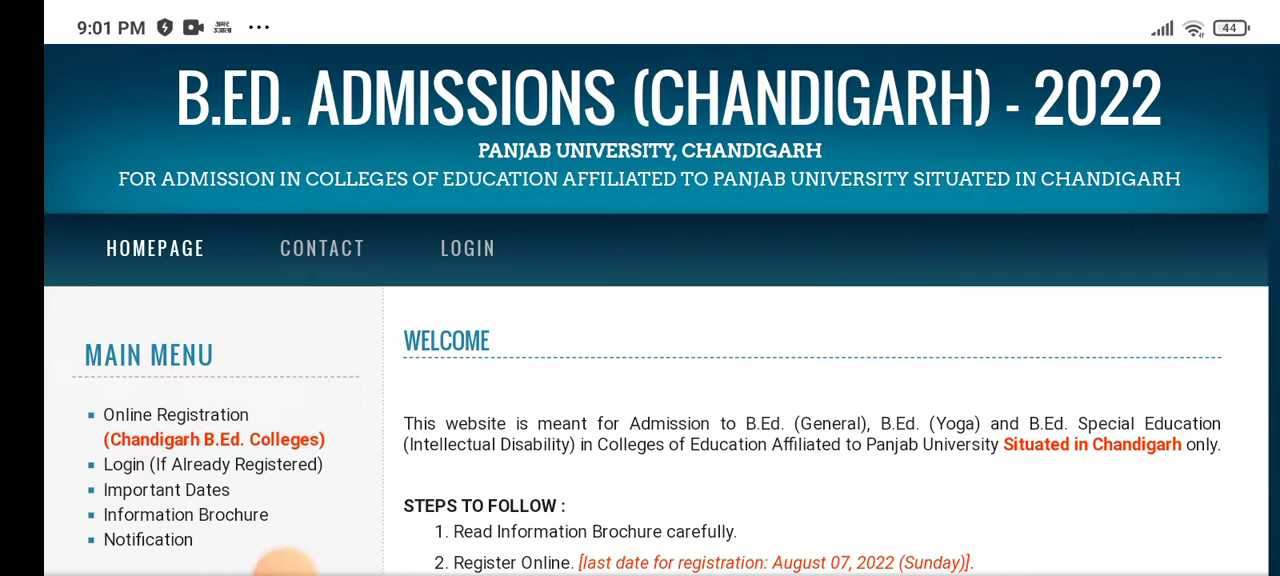 9:01 PM
अमर
उजाला
44
B.ED. ADMISSIONS (CHANDIGARH) - 2022
PANJAB UNIVERSITY, CHANDIGARH
FOR ADMISSION IN COLLEGES OF EDUCATION AFFILIATED TO PANJAB UNIVERSITY SITUATED IN CHANDIGARH
HOMEPAGE CONTACT LOGIN
MAIN MENU
Online Registration
(Chandigarh B.Ed. Colleges)
Login (If Already Registered)
Important Dates
Information Brochure
Notification
WELCOME
This website is meant for Admission to B.Ed. (General), B.Ed. (Yoga) and B.Ed. Special Education
(Intellectual Disability) in Colleges of Education Affiliated to Panjab University Situated in Chandigarh only.
STEPS TO FOLLOW :
1. Read Information Brochure carefully.
2. Register Online. [last date for registration: August 07, 2022 (Sunday)].